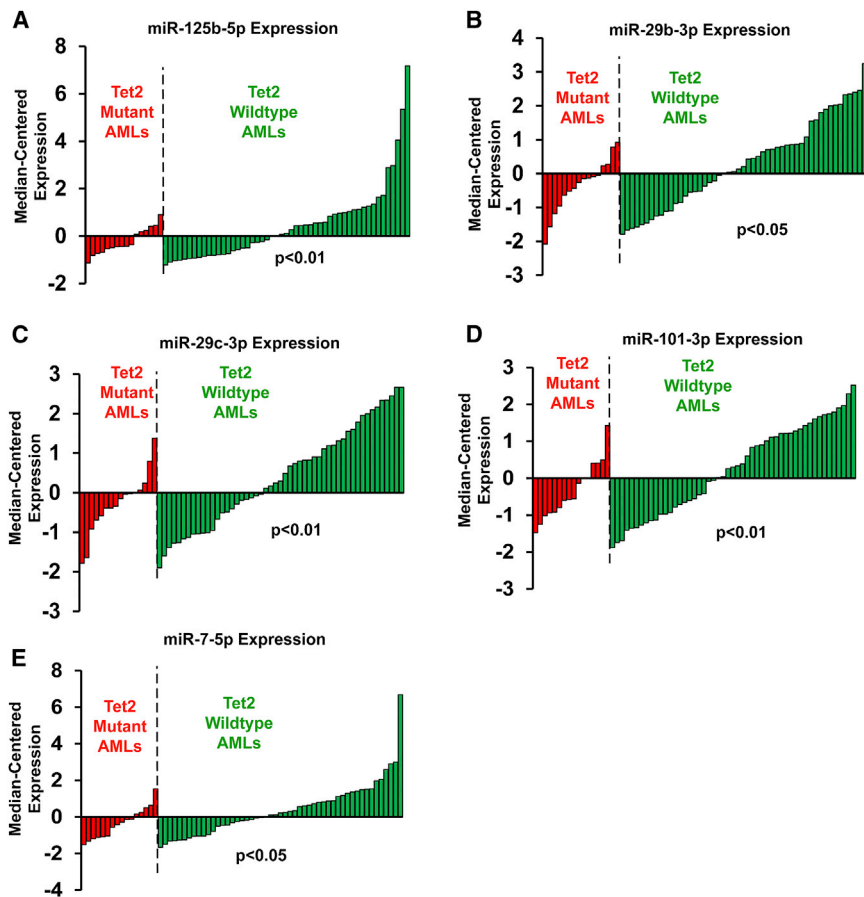 A
miR-125b-5p Expression
Median-Centered
Expression
8
6
4
2
0
-2
Tet2
Mutant
AMLs
Tet2
Wildtype
AMLs
p<0.01
B
miR-29b-3p Expression
Median-Centered
Expression
4
3
2
1
0
-1
-2
-3
Tet2
Mutant
AMLs
Tet2
Wildtype
AMLs
p<0.05
C
miR-29c-3p Expression
Median-Centered
Expression
3
2
1
0
-1
-2
-3
Tet2
Mutant
AMLs
Tet2
Wildtype
AMLs
p<0.01
D
miR-101-3p Expression
Median-Centered
Expression
3
2
1
0
-1
-2
-3
Tet2
Mutant
AMLs
Tet2
Wildtype
AMLs
p<0.01
E
miR-7-5p Expression
Median-Centered
Expression
8
6
4
2
0
-2
-4
Tet2
Mutant
AMLs
Tet2
Wildtype
AMLs
p<0.05